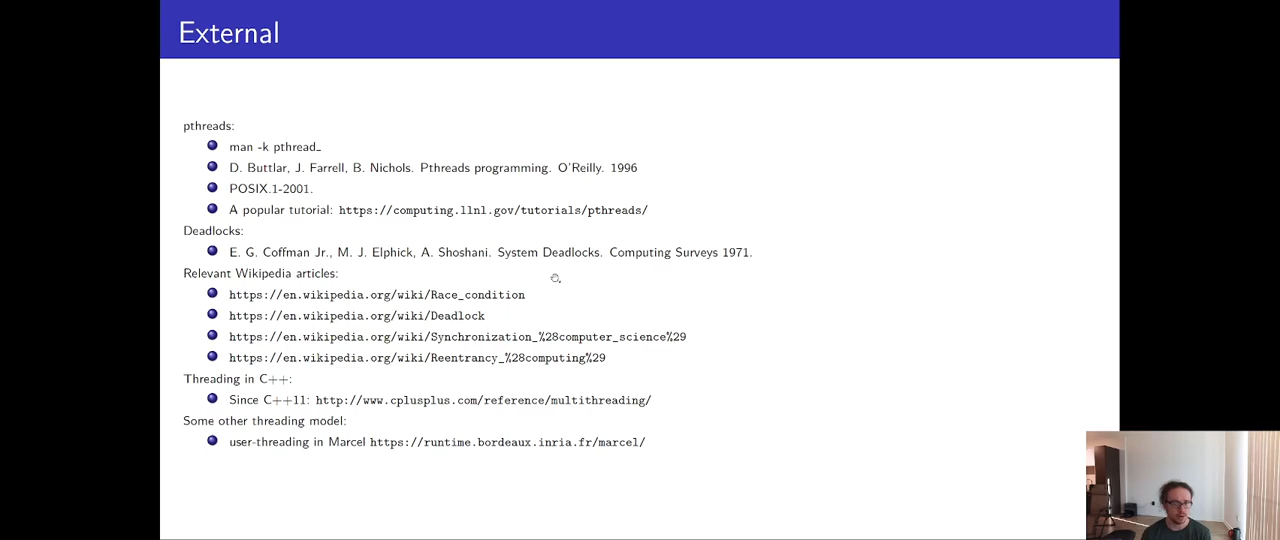 External
pthreads:
man -k pthread_
D. Buttlar, J. Farrell, B. Nichols. Pthreads programming. O'Reilly. 1996
POSIX.1-2001.
A popular tutorial: https://computing.llnl.gov/tutorials/pthreads/
Deadlocks:
E. G. Coffman Jr., M. J. Elphick, A. Shoshani. System Deadlocks. Computing Surveys 1971.
Relevant Wikipedia articles:
https://en.wikipedia.org/wiki/Race_condition
https://en.wikipedia.org/wiki/Deadlock
https://en.wikipedia.org/wiki/Synchronization_%28computer_science%29
https://en.wikipedia.org/wiki/Reentrancy_%28computing%29
Threading in C++:
Since C++11: http://www.cplusplus.com/reference/multithreading/
Some other threading model:
user-threading in Marcel https://runtime.bordeaux.inria.fr/marcel/